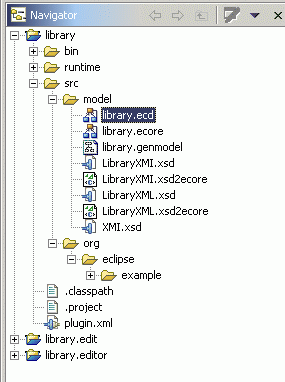 Navigator
library
bin
runtime
src
model
library.ecd
library.ecore
library.genmodel
LibraryXMI.xsd
LibraryXMI.xsd2ecore
LibraryXML.xsd
LibraryXML.xsd2ecore
XMI.xsd
org
eclipse
example
.classpath
.project
plugin.xml
library.edit
library.editor